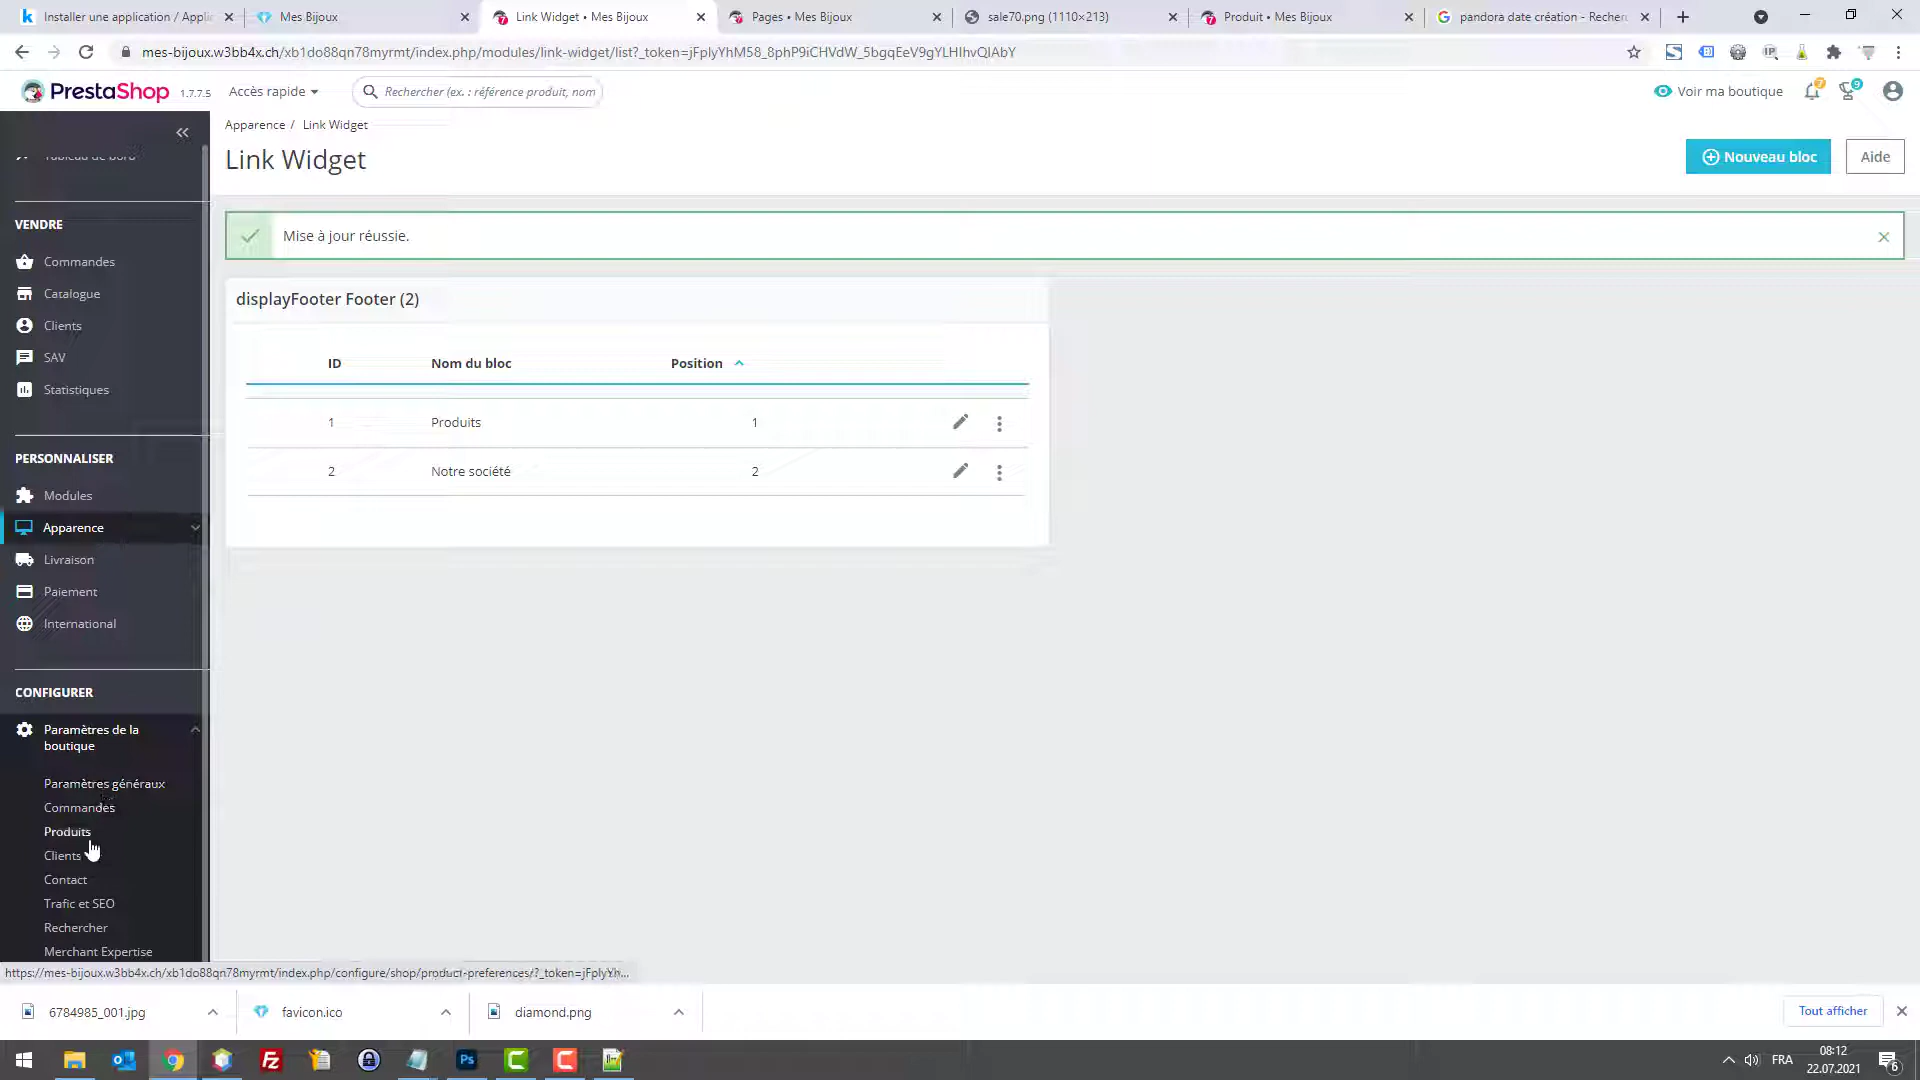 Installer une application / Applic
Mes Bijoux
Link Widget • Mes Bijoux
Pages • Mes Bijoux
sale70.png (1110×213)
Produit • Mes Bijoux
pandora date création - Recher
mes-bijoux.w3bb4x.ch/xb1do88qn78myrmt/index.php/modules/link-widget/list?_token=jFplyYhM58_8phP9iCHVdW_5bgqEeV9gYLHIhvQIAbY
PrestaShop 1.7.7.5
Accès rapide
Rechercher (ex. : référence produit, nom
Voir ma boutique
7
9
Apparence / Link Widget
Link Widget
Nouveau bloc
Aide
Tableau de bord
VENDRE
Commandes
Catalogue
Clients
SAV
Statistiques
PERSONNALISER
Modules
Apparence
Livraison
Paiement
International
CONFIGURER
Paramètres de la
boutique
Paramètres généraux
Commandes
Produits
Clients
Contact
Trafic et SEO
Rechercher
Merchant Expertise
Mise à jour réussie.
displayFooter Footer (2)
ID Nom du bloc Position
1 Produits 1
2 Notre société 2
https://mes-bijoux.w3bb4x.ch/xb1do88qn78myrmt/index.php/configure/shop/product-preferences/?_token=jFplyYh...
6784985_001.jpg
favicon.ico
diamond.png
Tout afficher
FRA
08:12
22.07.2021
6